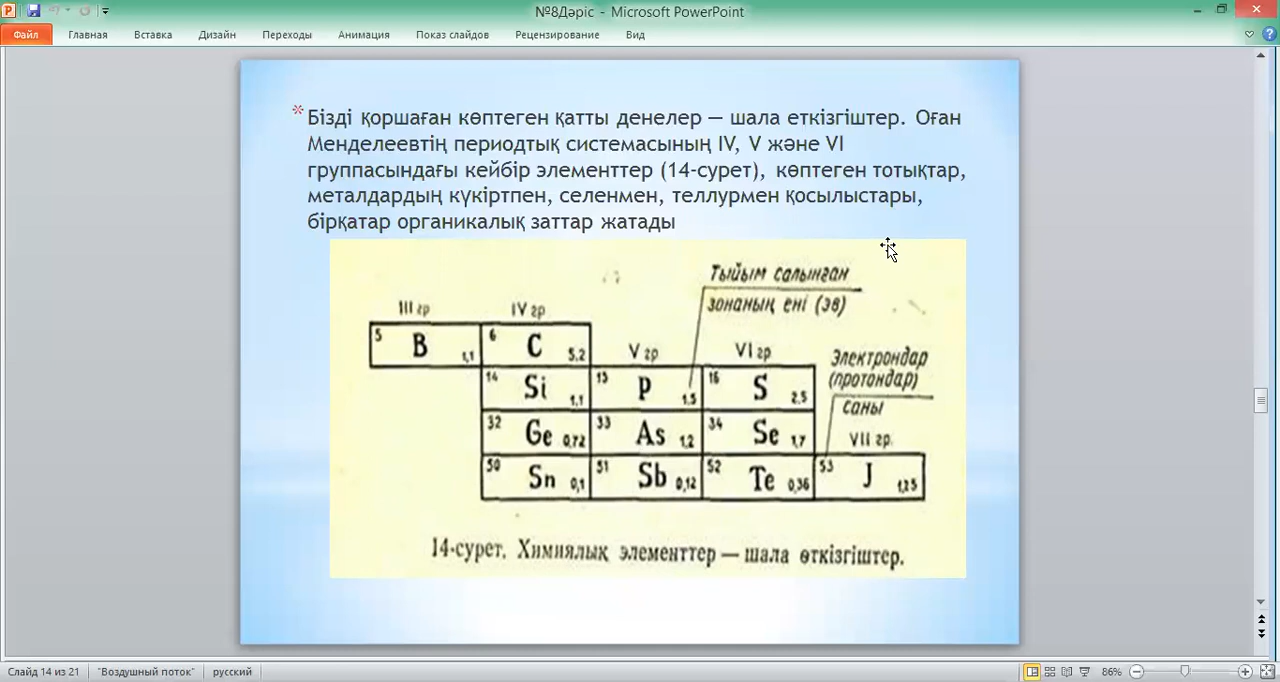 №8Дәріс - Microsoft PowerPoint
Файл Главная Вставка Дизайн Переходы Анимация Показ слайдов Рецензирование Вид
* Бізді қоршаған көптеген қатты денелер — шала еткізгіштер. Оған
Менделеевтің периодтық системасының IV, V және VI
группасындағы кейбір элементтер (14-сурет), көптеген тотықтар,
металдардың күкіртпен, селенмен, теллурмен қосылыстары,
бірқатар органикалық заттар жатады
Тыйым салынған
зонаның ені (эв)
III гр IV гр
5 B 1,1 6 C 5,2
V гр VI гр
Электрондар
(протондар)
саны
14 Si 1,1 15 P 1,5 16 S 2,5
32 Ge 0,72 33 As 1,2 34 Se 1,7
VII гр.
50 Sn 0,1 51 Sb 0,12 52 Te 0,36 53 J 1,25
14-сурет. Химиялық элементтер — шала өткізгіштер.
Слайд 14 из 21 "Воздушный поток" русский 86%